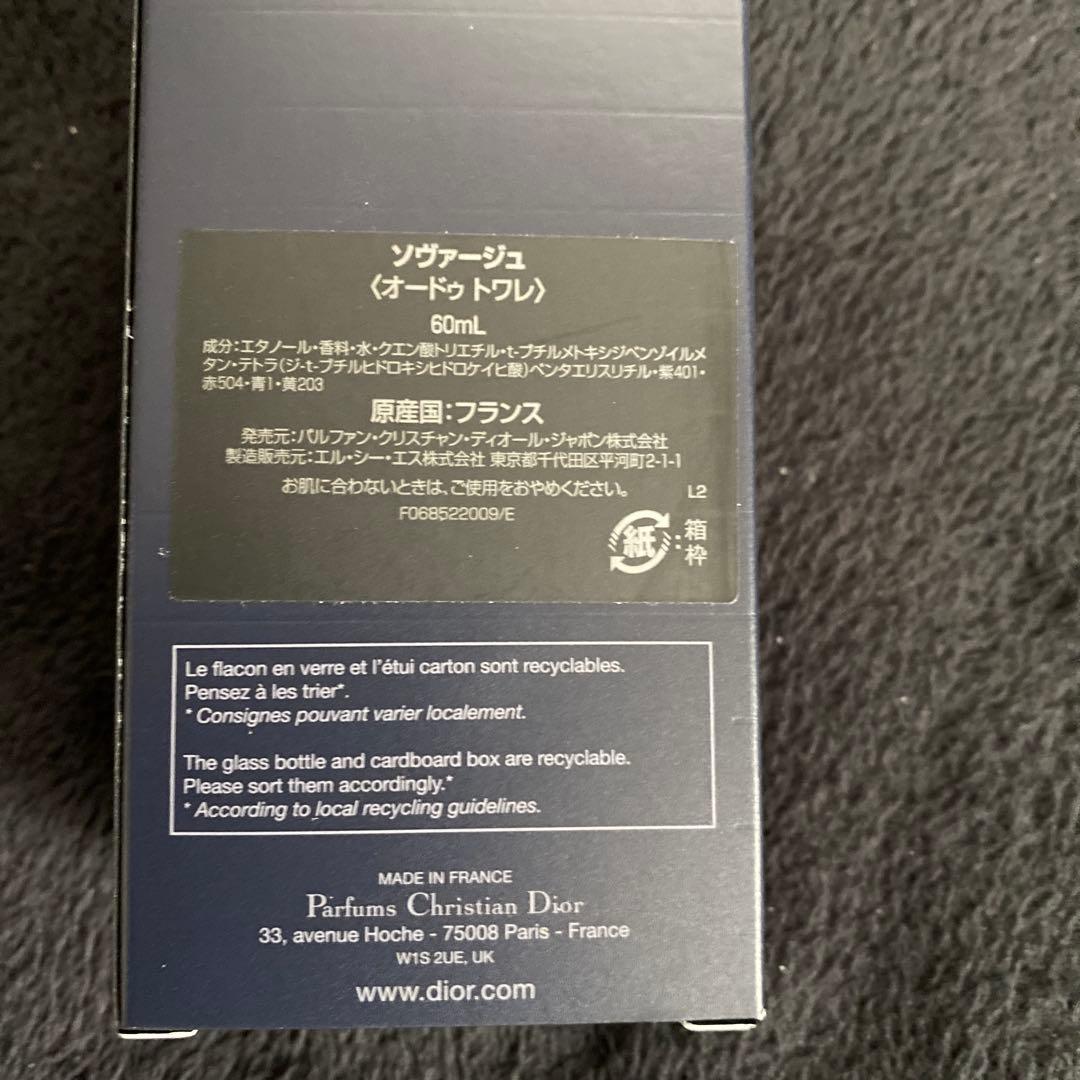 ソヴァージュ
〈オードゥ トワレ〉
60mL
成分：エタノール・香料・水・クエン酸トリエチル・t-ブチルメトキシジベンゾイルメ
タン・テトラ(ジ-t-ブチルヒドロキシヒドロケイヒ酸)ペンタエリスリチル・紫401・
赤504・青1・黄203
原産国：フランス
発売元：パルファン・クリスチャン・ディオール・ジャポン株式会社
製造販売元：エル・シー・エス株式会社 東京都千代田区平河町2-1-1
お肌に合わないときは、ご使用をおやめください。 L2
F068522009/E
紙：箱
枠
Le flacon en verre et l'étui carton sont recyclables.
Pensez à les trier*.
* Consignes pouvant varier localement.
The glass bottle and cardboard box are recyclable.
Please sort them accordingly.*
* According to local recycling guidelines.
MADE IN FRANCE
Parfums Christian Dior
33, avenue Hoche - 75008 Paris - France
W1S 2UE, UK
www.dior.com